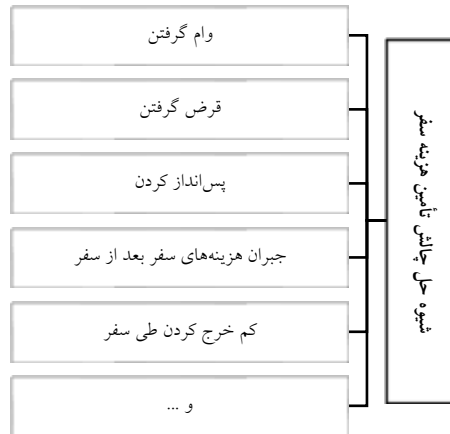 شیوه حل چالش تأمین هزینه سفر
وام گرفتن
قرض گرفتن
پس‌انداز کردن
جبران هزینه‌های سفر بعد از سفر
کم خرج کردن طی سفر
و ...